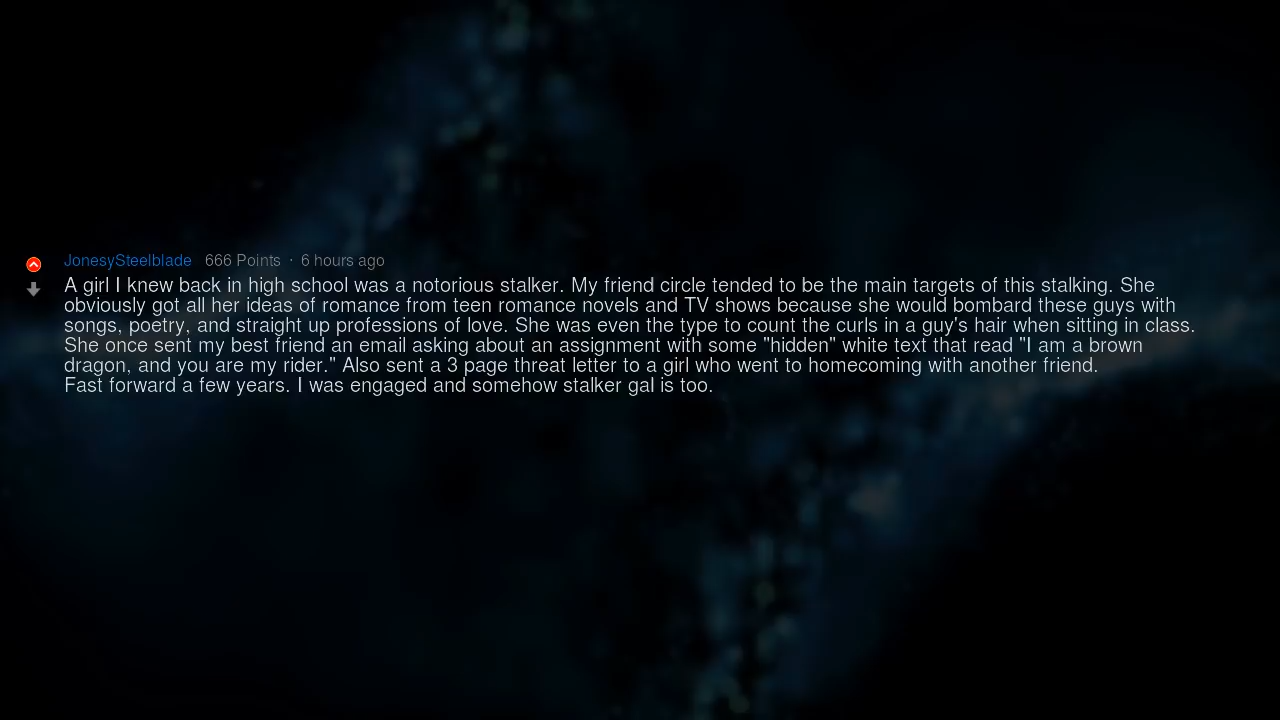 JonesySteelblade 666 Points · 6 hours ago
A girl I knew back in high school was a notorious stalker. My friend circle tended to be the main targets of this stalking. She
obviously got all her ideas of romance from teen romance novels and TV shows because she would bombard these guys with
songs, poetry, and straight up professions of love. She was even the type to count the curls in a guy's hair when sitting in class.
She once sent my best friend an email asking about an assignment with some "hidden" white text that read "I am a brown
dragon, and you are my rider." Also sent a 3 page threat letter to a girl who went to homecoming with another friend.
Fast forward a few years. I was engaged and somehow stalker gal is too.